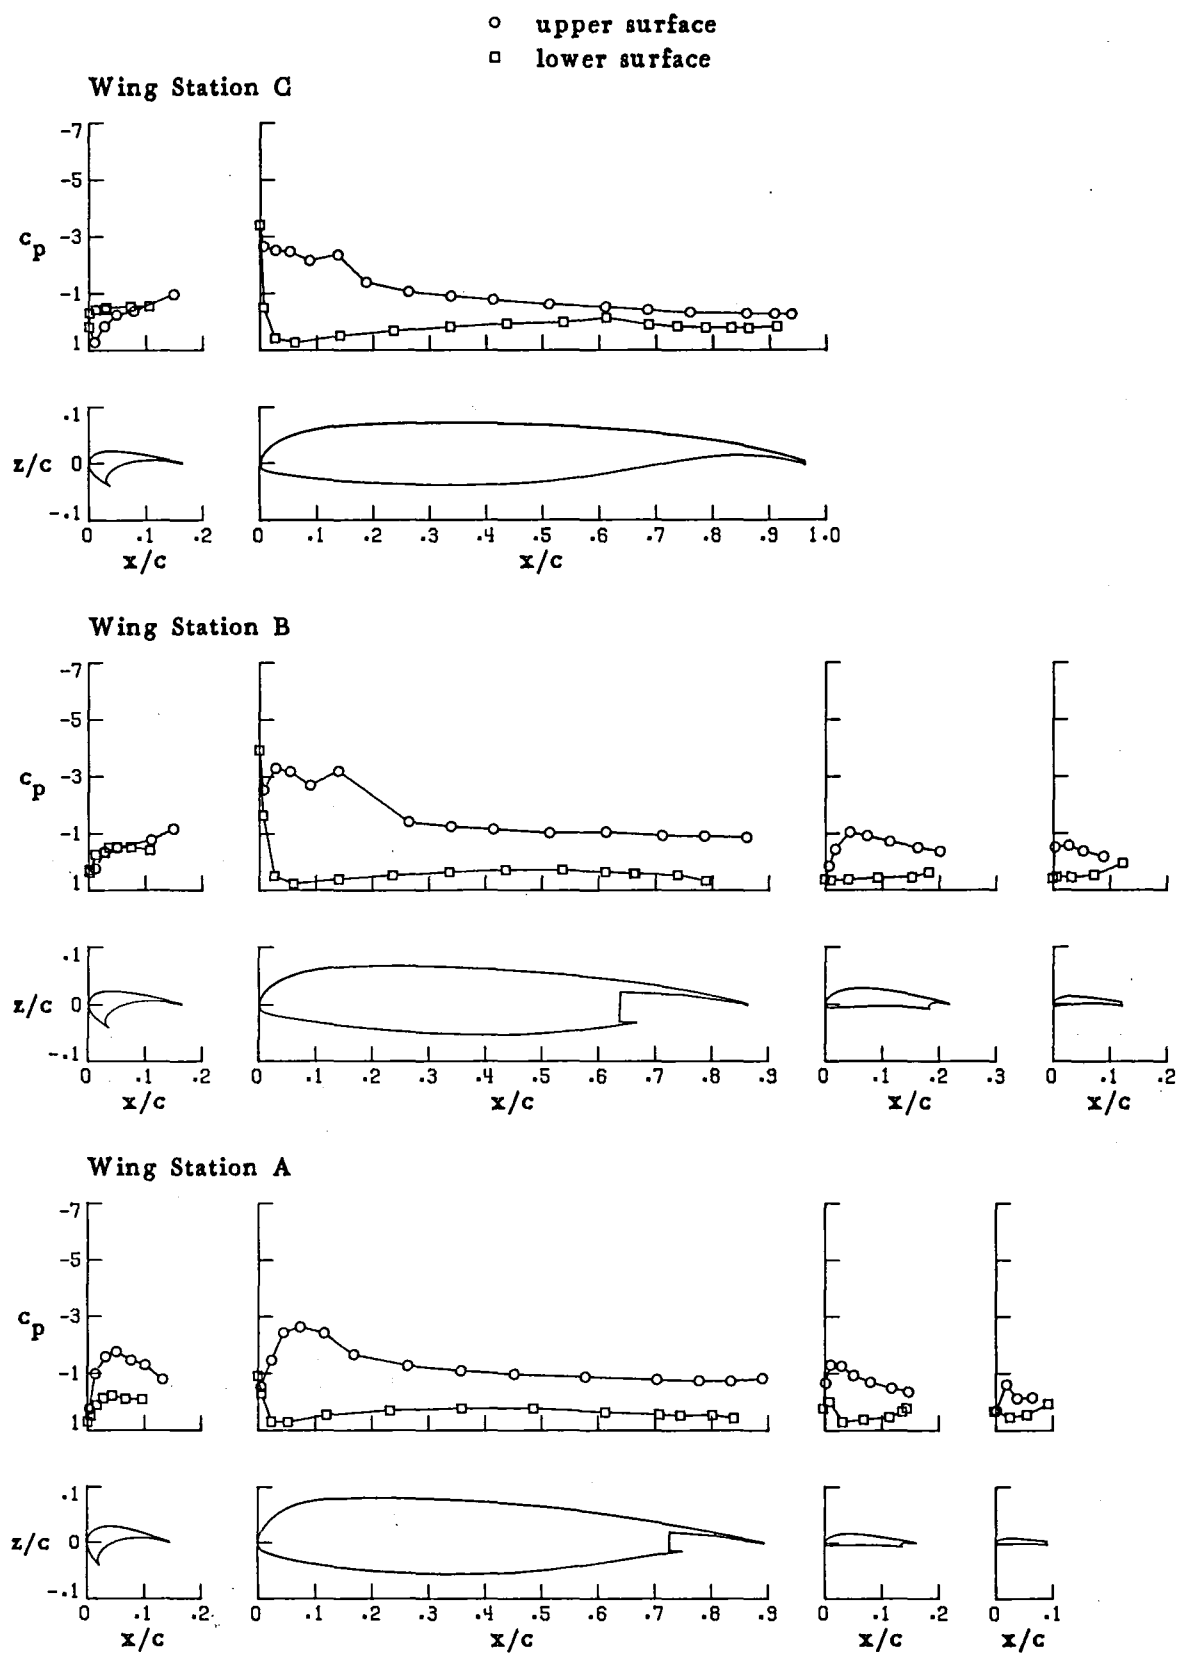 upper surface
lower surface
Wing Station C
-7
-5
-3
-1
1
c_p
.1
0
-.1
z/c
0 .1 .2
x/c
0 .1 .2 .3 .4 .5 .6 .7 .8 .9 1.0
x/c
Wing Station B
-7
-5
-3
-1
1
c_p
.1
0
-.1
z/c
0 .1 .2
x/c
0 .1 .2 .3 .4 .5 .6 .7 .8 .9
x/c
0 .1 .2 .3
x/c
0 .1 .2
x/c
Wing Station A
-7
-5
-3
-1
1
c_p
.1
0
-.1
z/c
0 .1 .2
x/c
0 .1 .2 .3 .4 .5 .6 .7 .8 .9
x/c
0 .1 .2
x/c
0 .1
x/c